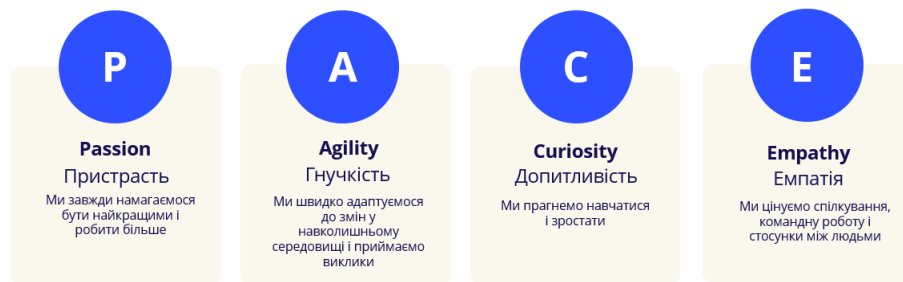 P
Passion
Пристрасть
Ми завжди намагаємося
бути найкращими і
робити більше
A
Agility
Гнучкість
Ми швидко адаптуємося
до змін у
навколишньому
середовищі і приймаємо
виклики
C
Curiosity
Допитливість
Ми прагнемо навчатися
і зростати
E
Empathy
Емпатія
Ми цінуємо спілкування,
командну роботу і
стосунки між людьми